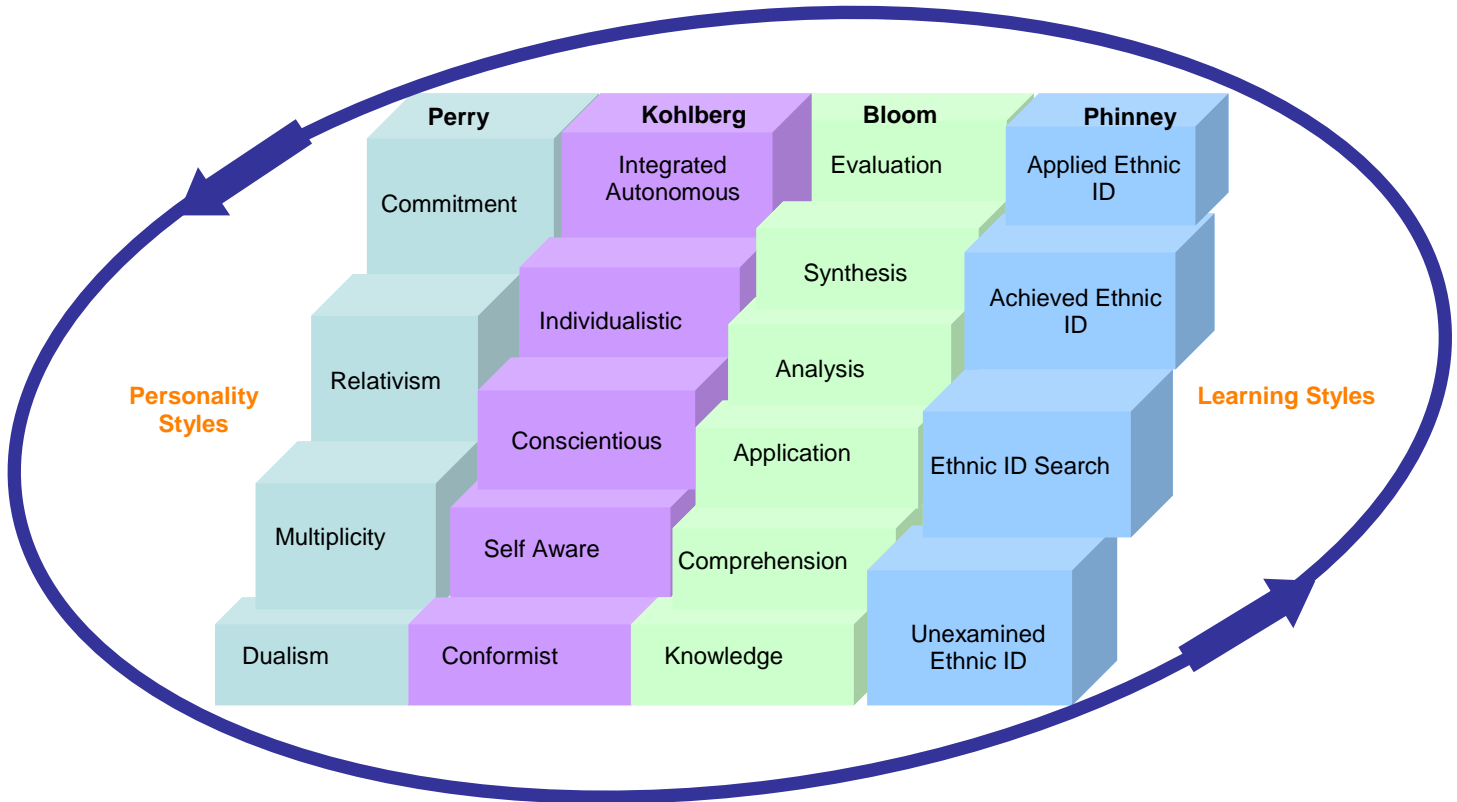 Perry
Kohlberg
Bloom
Phinney
Commitment
Integrated
Autonomous
Evaluation
Applied Ethnic
ID
Relativism
Individualistic
Synthesis
Achieved Ethnic
ID
Personality
Styles
Conscientious
Analysis
Learning Styles
Multiplicity
Self Aware
Application
Ethnic ID Search
Comprehension
Dualism
Conformist
Knowledge
Unexamined
Ethnic ID